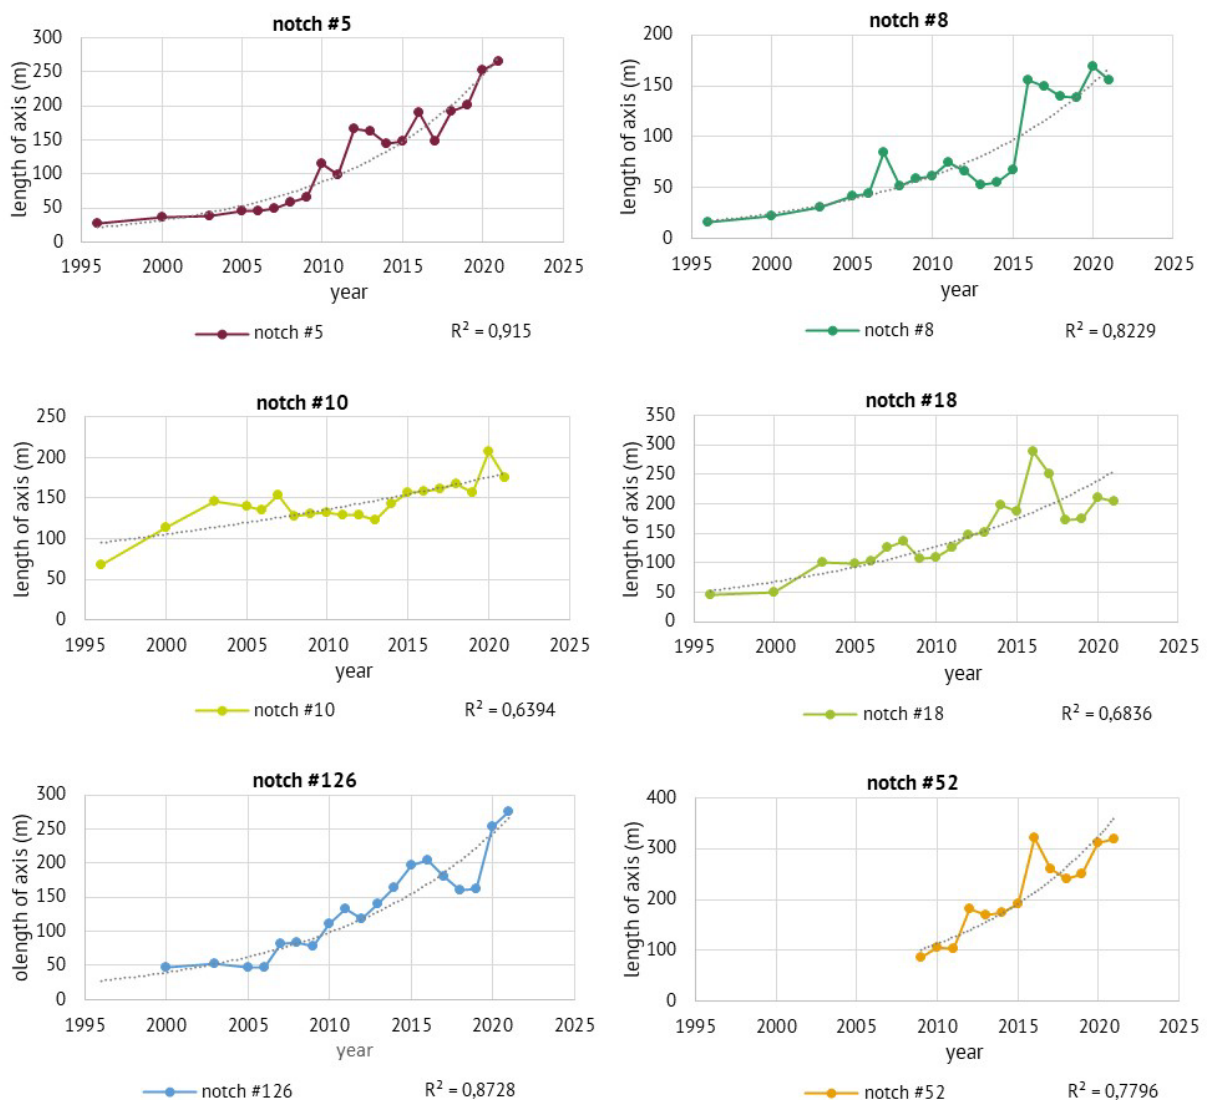 notch #5
length of axis (m)
300
250
200
150
100
50
0
1995 2000 2005 2010 2015 2020 2025
year
notch #5 R² = 0,915
notch #8
length of axis (m)
200
150
100
50
0
1995 2000 2005 2010 2015 2020 2025
year
notch #8 R² = 0,8229
notch #10
length of axis (m)
250
200
150
100
50
0
1995 2000 2005 2010 2015 2020 2025
year
notch #10 R² = 0,6394
notch #18
length of axis (m)
350
300
250
200
150
100
50
0
1995 2000 2005 2010 2015 2020 2025
year
notch #18 R² = 0,6836
notch #126
olength of axis (m)
300
250
200
150
100
50
0
1995 2000 2005 2010 2015 2020 2025
year
notch #126 R² = 0,8728
notch #52
length of axis (m)
400
300
200
100
0
1995 2000 2005 2010 2015 2020 2025
year
notch #52 R² = 0,7796